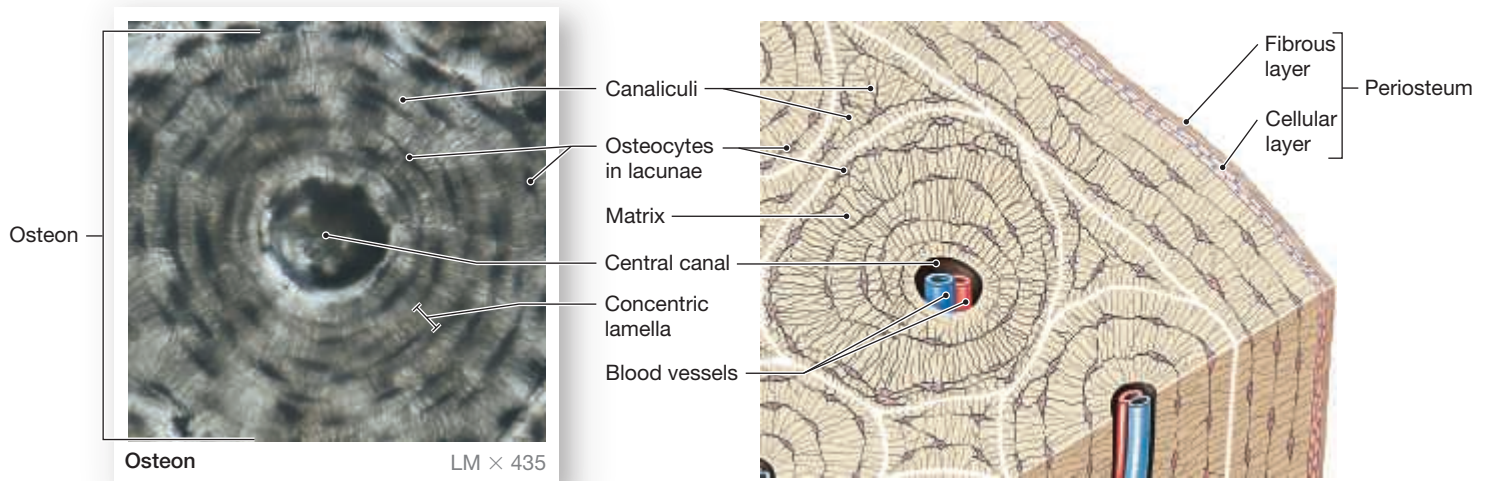 Osteon
Canaliculi
Osteocytes
in lacunae
Matrix
Central canal
Concentric
lamella
Blood vessels
Fibrous
layer
Cellular
layer
Periosteum
Osteon
LM × 435